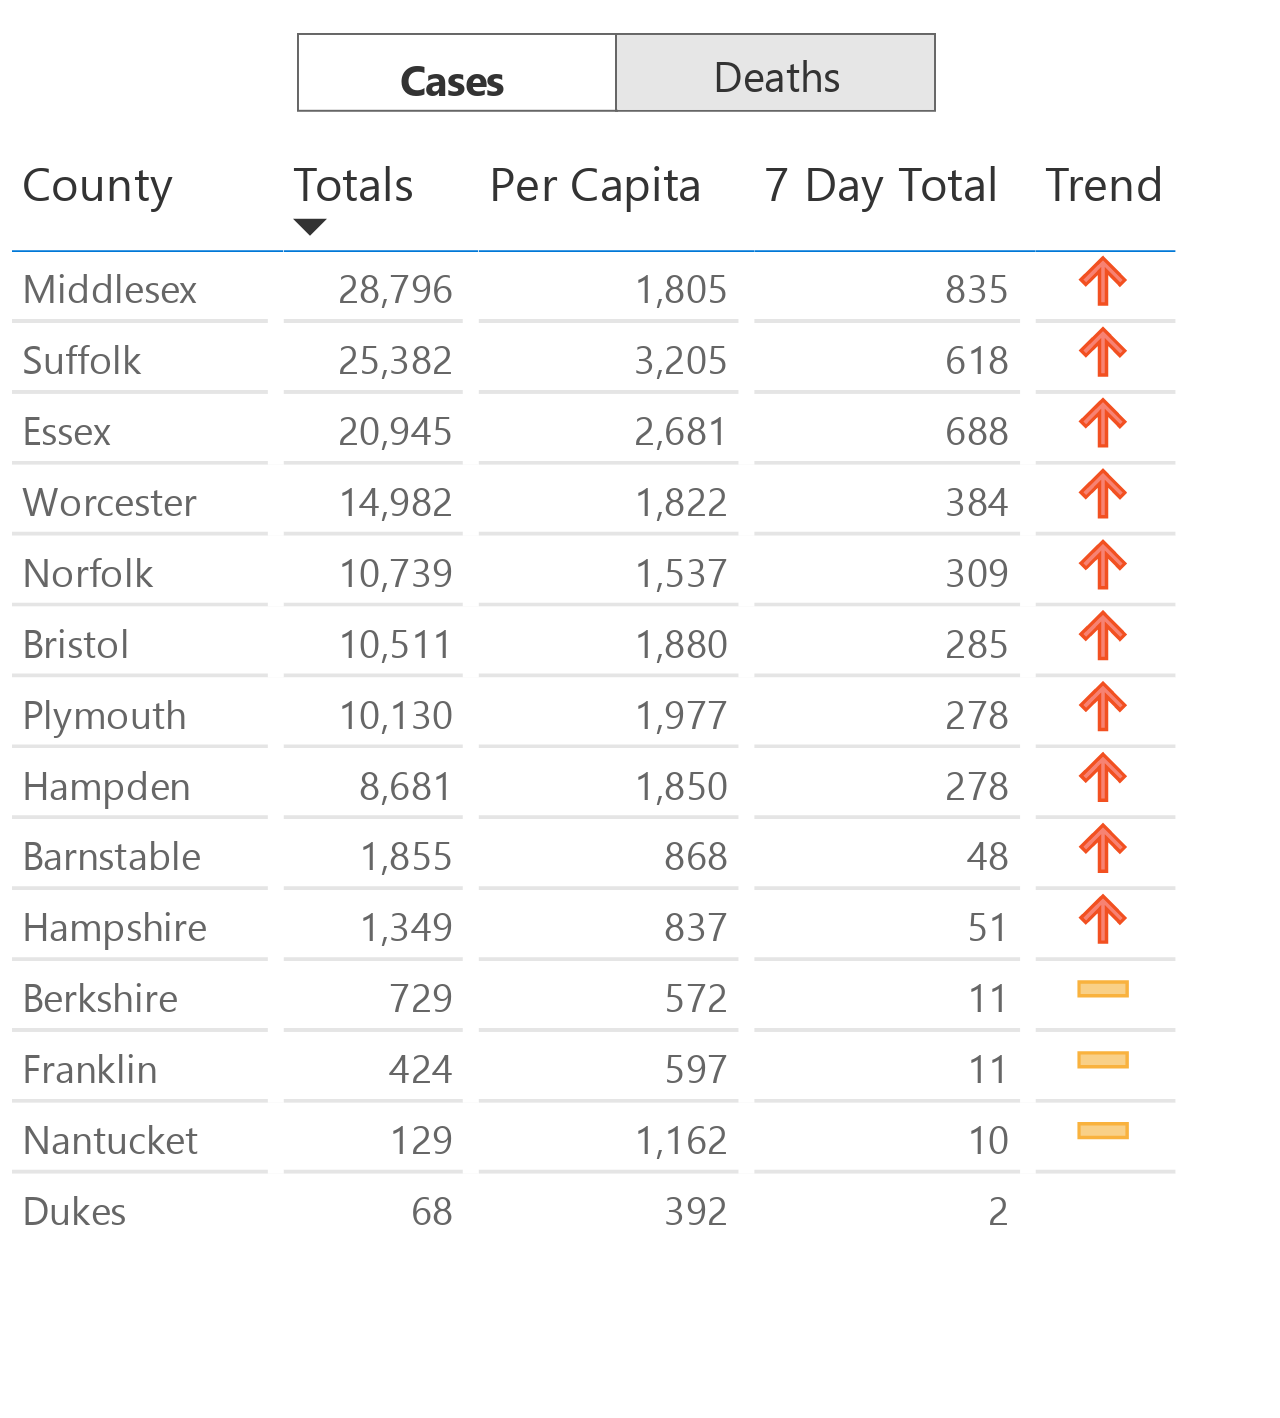 Cases Deaths
County Totals Per Capita 7 Day Total Trend
Middlesex 28,796 1,805 835
Suffolk 25,382 3,205 618
Essex 20,945 2,681 688
Worcester 14,982 1,822 384
Norfolk 10,739 1,537 309
Bristol 10,511 1,880 285
Plymouth 10,130 1,977 278
Hampden 8,681 1,850 278
Barnstable 1,855 868 48
Hampshire 1,349 837 51
Berkshire 729 572 11
Franklin 424 597 11
Nantucket 129 1,162 10
Dukes 68 392 2